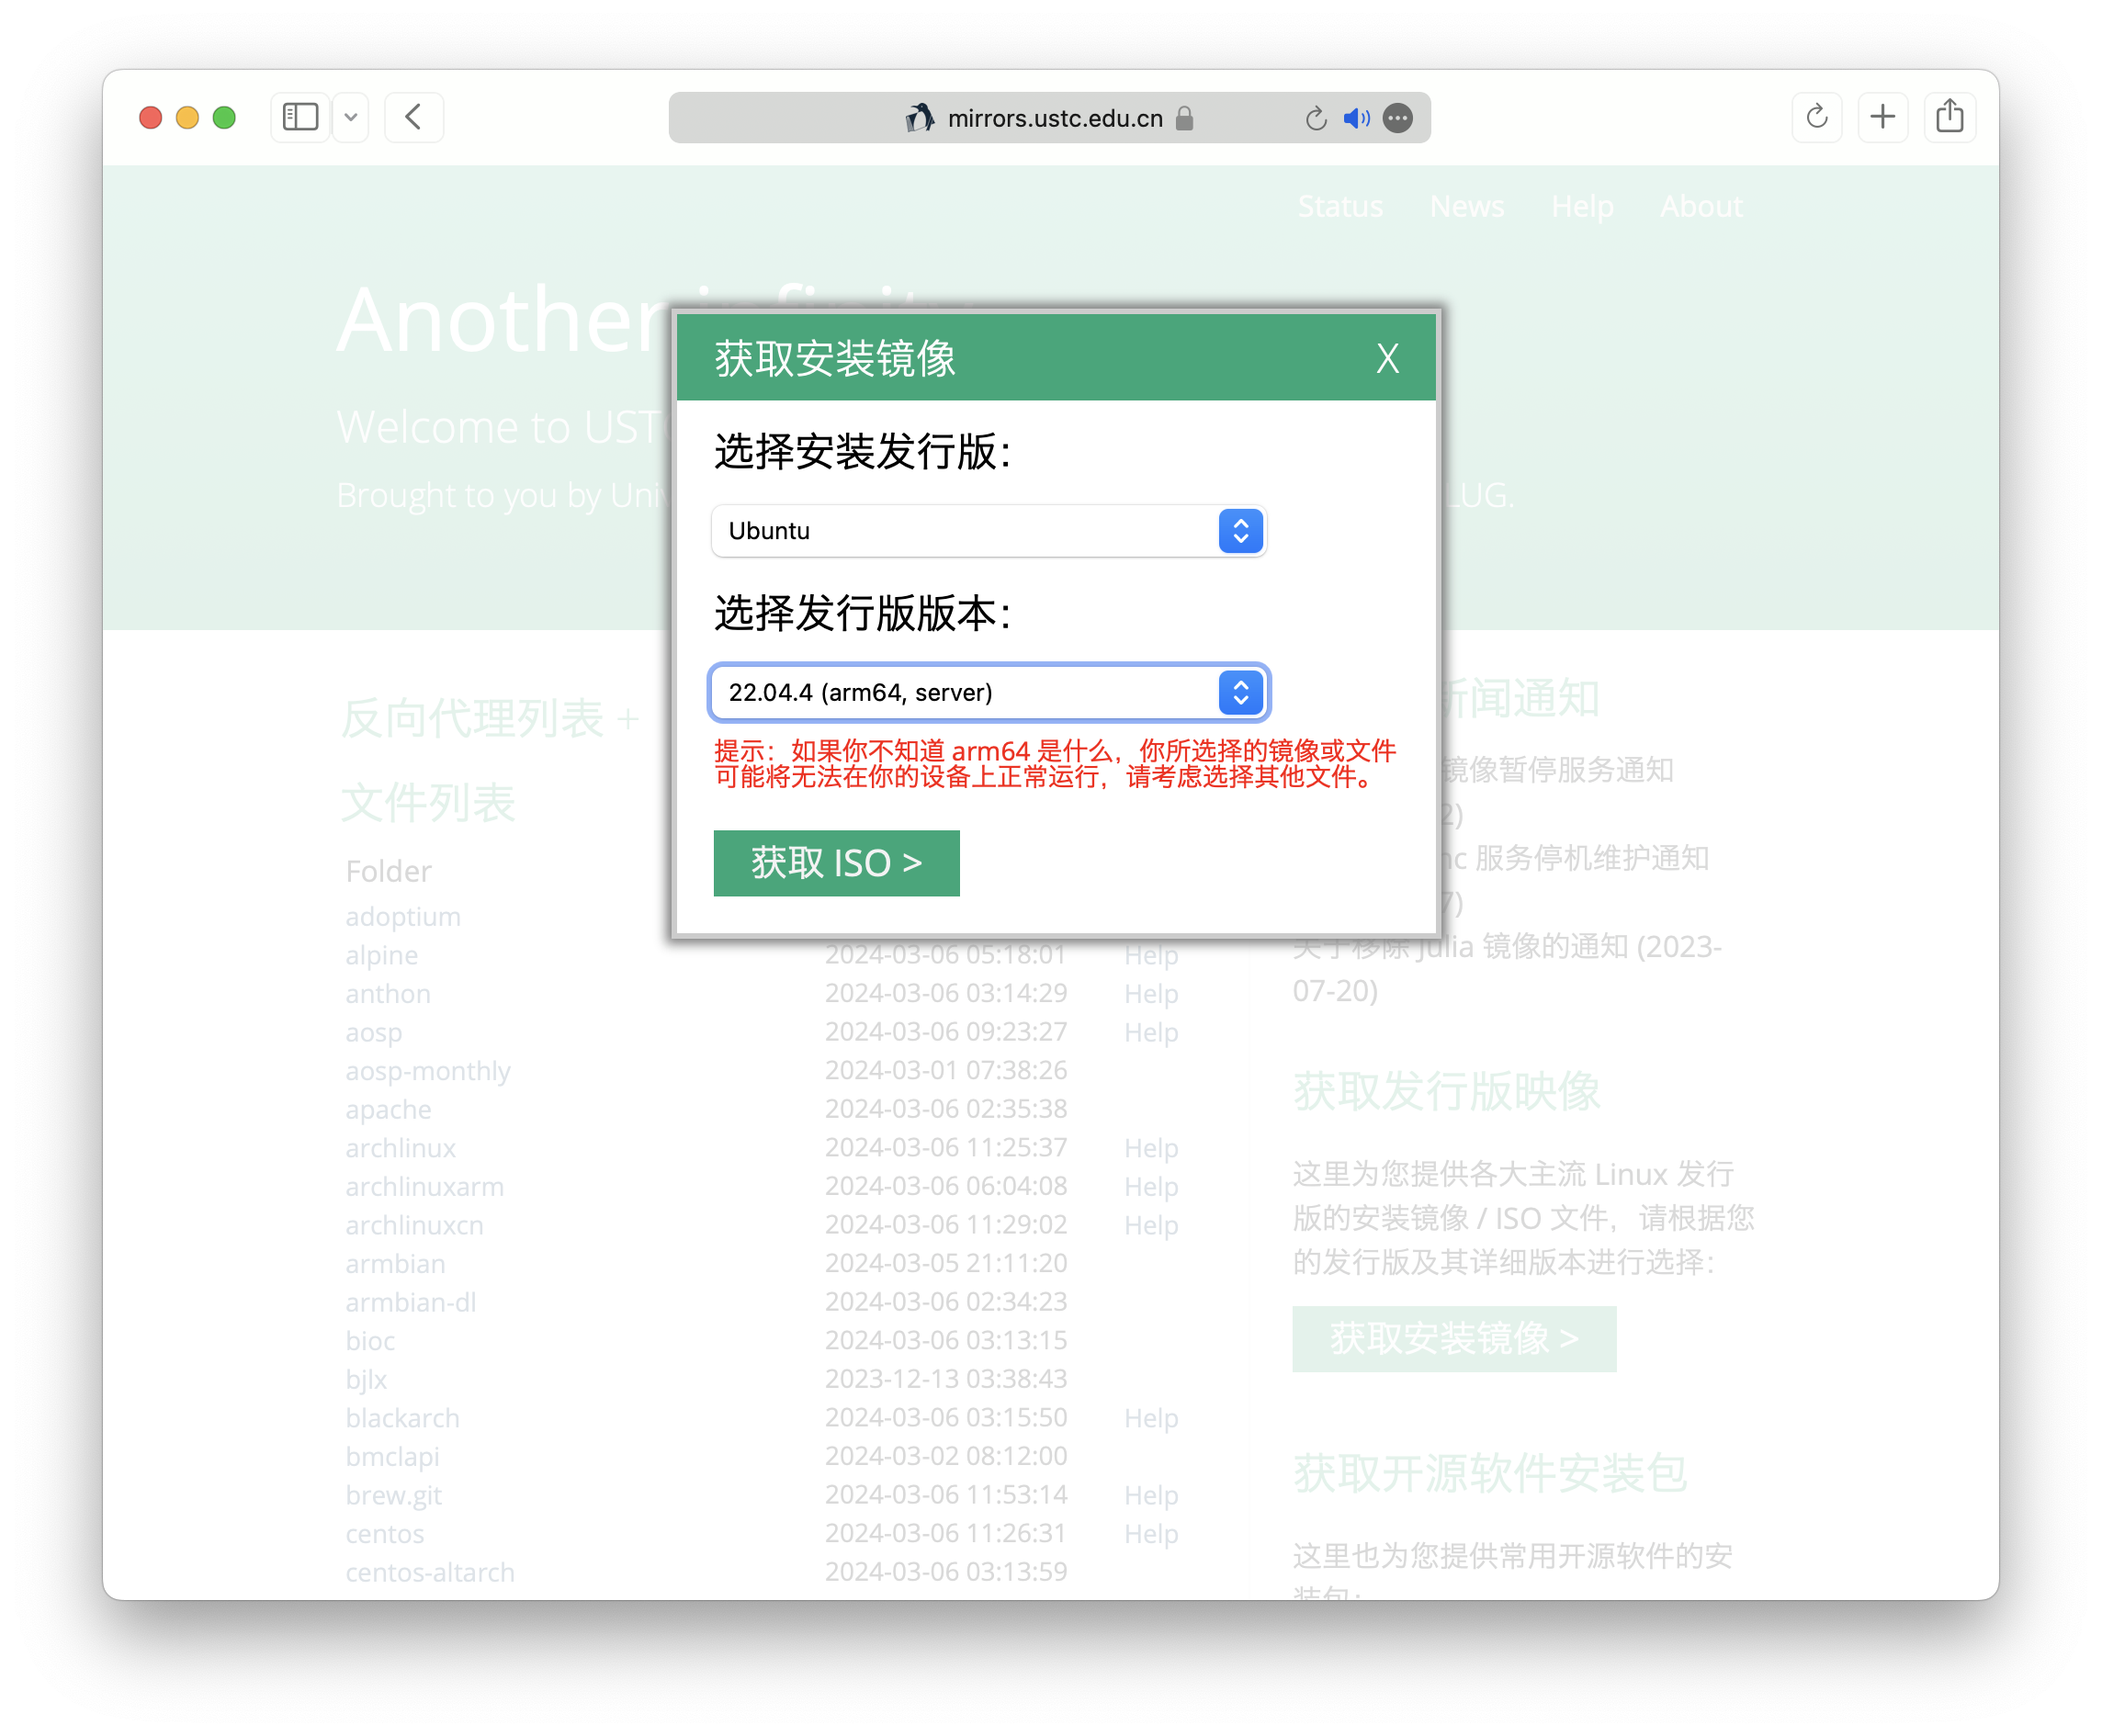 mirrors.ustc.edu.cn
Status News Help About
Another
Welcome to UST
Brought to you by Univ LUG.
获取安装镜像 X
选择安装发行版：
Ubuntu
选择发行版版本：
22.04.4 (arm64, server)
提示：如果你不知道 arm64 是什么，你所选择的镜像或文件
可能将无法在你的设备上正常运行，请考虑选择其他文件。
获取 ISO >
反向代理列表 +
文件列表
Folder
adoptium
alpine 2024-03-06 05:18:01 Help
anthon 2024-03-06 03:14:29 Help
aosp 2024-03-06 09:23:27 Help
aosp-monthly 2024-03-01 07:38:26
apache 2024-03-06 02:35:38
archlinux 2024-03-06 11:25:37 Help
archlinuxarm 2024-03-06 06:04:08 Help
archlinuxcn 2024-03-06 11:29:02 Help
armbian 2024-03-05 21:11:20
armbian-dl 2024-03-06 02:34:23
bioc 2024-03-06 03:13:15
bjlx 2023-12-13 03:38:43
blackarch 2024-03-06 03:15:50 Help
bmclapi 2024-03-02 08:12:00
brew.git 2024-03-06 11:53:14 Help
centos 2024-03-06 11:26:31 Help
centos-altarch 2024-03-06 03:13:59
新闻通知
镜像暂停服务通知
2)
nc 服务停机维护通知
7)
关于移除 Julia 镜像的通知 (2023-
07-20)
获取发行版映像
这里为您提供各大主流 Linux 发行
版的安装镜像 / ISO 文件，请根据您
的发行版及其详细版本进行选择：
获取安装镜像 >
获取开源软件安装包
这里也为您提供常用开源软件的安
装包：